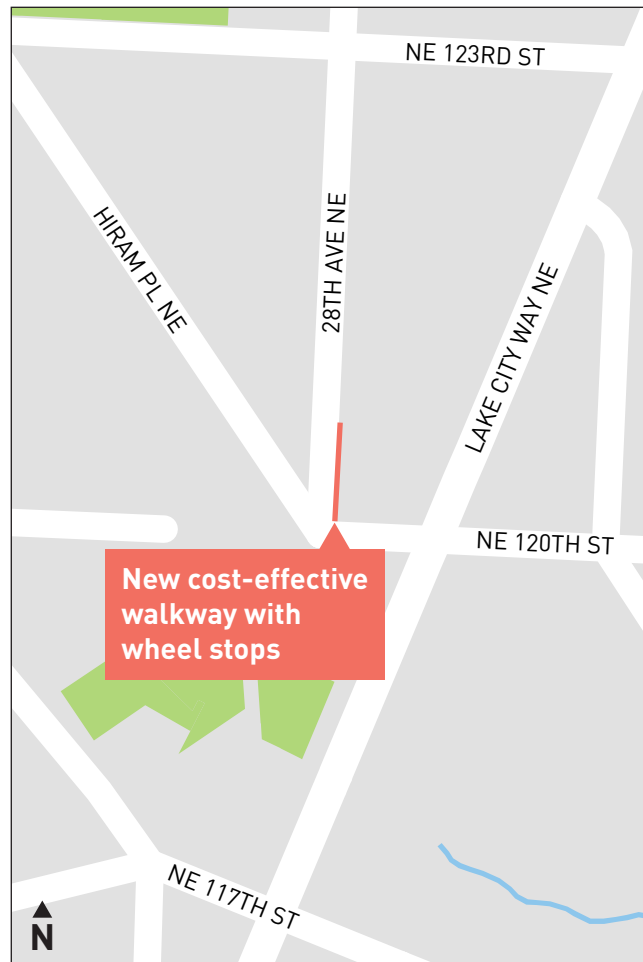 NE 123RD ST
HIRAM PL NE
28TH AVE NE
LAKE CITY WAY NE
NE 120TH ST
New cost-effective
walkway with
wheel stops
NE 117TH ST
N